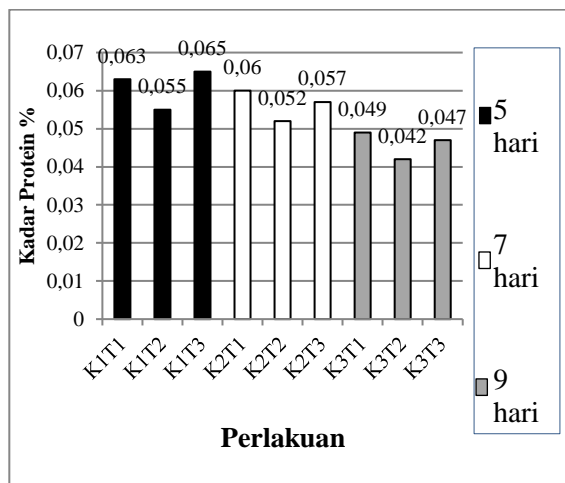 Kadar Protein %
0,07
0,06
0,05
0,04
0,03
0,02
0,01
0
0,063
0,055
0,065
0,06
0,052
0,057
0,049
0,042
0,047
K1T1
K1T2
K1T3
K2T1
K2T2
K2T3
K3T1
K3T2
K3T3
Perlakuan
5
hari
7
hari
9
hari